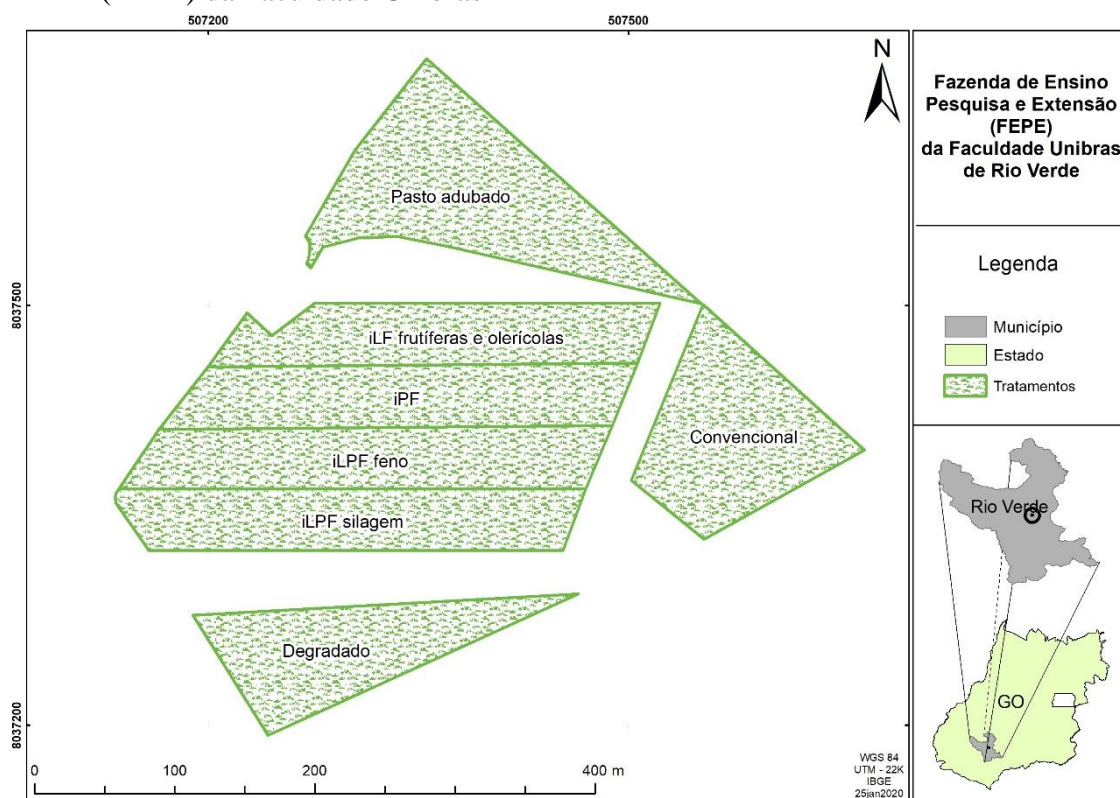 507200
507500
N
Pasto adubado
8037500
iLF frutíferas e olerícolas
iPF
iLPF feno
iLPF silagem
Convencional
Degradado
8037200
0 100 200 400 m
WGS 84
UTM - 22K
IBGE
25jan2020
Fazenda de Ensino
Pesquisa e Extensão
(FEPE)
da Faculdade Unibras
de Rio Verde
Legenda
Município
Estado
Tratamentos
Rio Verde
GO